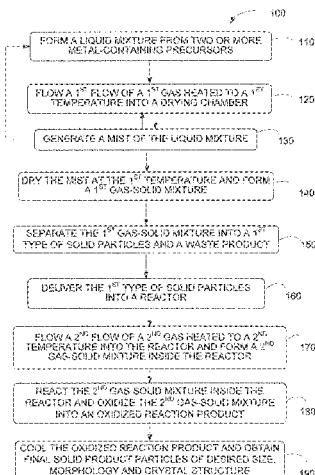 100
FORM A LIQUID MIXTURE FROM TWO OR MORE
METAL-CONTAINING PRECURSORS
110
FLOW A 1ST FLOW OF A 1ST GAS HEATED TO A 1ST
TEMPERATURE INTO A DRYING CHAMBER
120
GENERATE A MIST OF THE LIQUID MIXTURE
130
DRY THE MIST AT THE 1ST TEMPERATURE AND FORM
A 1ST GAS-SOLID MIXTURE
140
SEPARATE THE 1ST GAS-SOLID MIXTURE INTO A 1ST
TYPE OF SOLID PARTICLES AND A WASTE PRODUCT
150
DELIVER THE 1ST TYPE OF SOLID PARTICLES
INTO A REACTOR
160
FLOW A 2ND FLOW OF A 2ND GAS HEATED TO A 2ND
TEMPERATURE INTO THE REACTOR AND FORM A 2ND
GAS-SOLID MIXTURE INSIDE THE REACTOR
170
REACT THE 2ND GAS-SOLID MIXTURE INSIDE THE
REACTOR AND OXIDIZE THE 2ND GAS-SOLID MIXTURE
INTO AN OXIDIZED REACTION PRODUCT
180
COOL THE OXIDIZED REACTION PRODUCT AND OBTAIN
FINAL SOLID PRODUCT PARTICLES OF DESIRED SIZE,
MORPHOLOGY AND CRYSTAL STRUCTURE
190